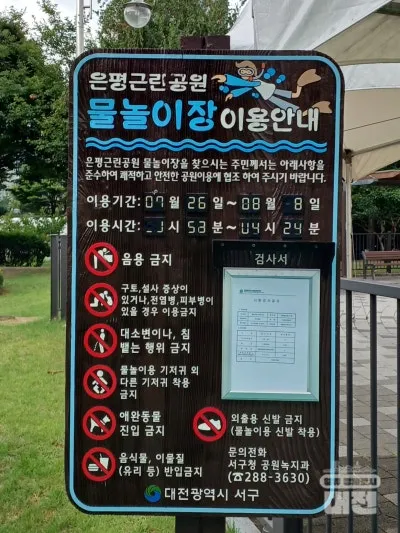 은평근린공원
물놀이장 이용안내
은평근린공원 물놀이장을 찾으시는 주민께서는 아래사항을
준수하여 쾌적하고 안전한 공원이용에 협조 하여 주시기 바랍니다.
이용기간: 07 월 26 일 ~ 08 월 8 일
이용시간: 시 53 분 ~ 04 시 24 분
음용 금지
구토,설사 증상이
있거나,전염병,피부병이
있을 경우 이용금지
대소변이나, 침
뱉는 행위 금지
물놀이용 기저귀 외
다른 기저귀 착용
금지
애완동물
진입 금지
음식물, 이물질
(유리 등) 반입금지
검사서
외출용 신발 금지
(물놀이용 신발 착용)
문의전화
서구청 공원녹지과
(☎288-3630)
대전광역시 서구
대전